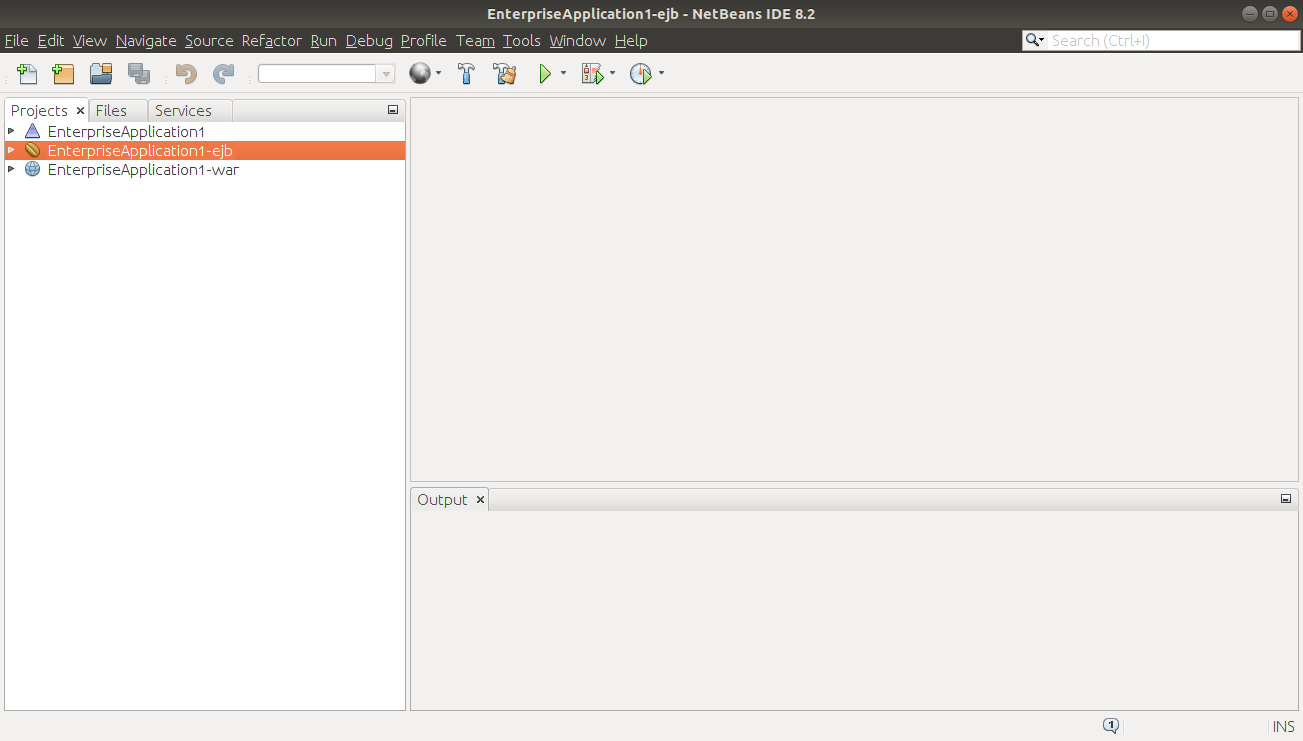 EnterpriseApplication1-ejb - NetBeans IDE 8.2
File Edit View Navigate Source Refactor Run Debug Profile Team Tools Window Help
Search (Ctrl+I)
Projects Files Services
EnterpriseApplication1
EnterpriseApplication1-ejb
EnterpriseApplication1-war
Output
1
INS